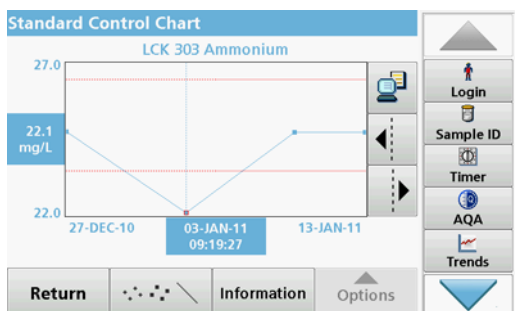 Standard Control Chart
LCK 303 Ammonium
27.0
22.1
mg/L
22.0
27-DEC-10
03-JAN-11
09:19:27
13-JAN-11
Return
Information
Options
Login
Sample ID
Timer
AQA
Trends